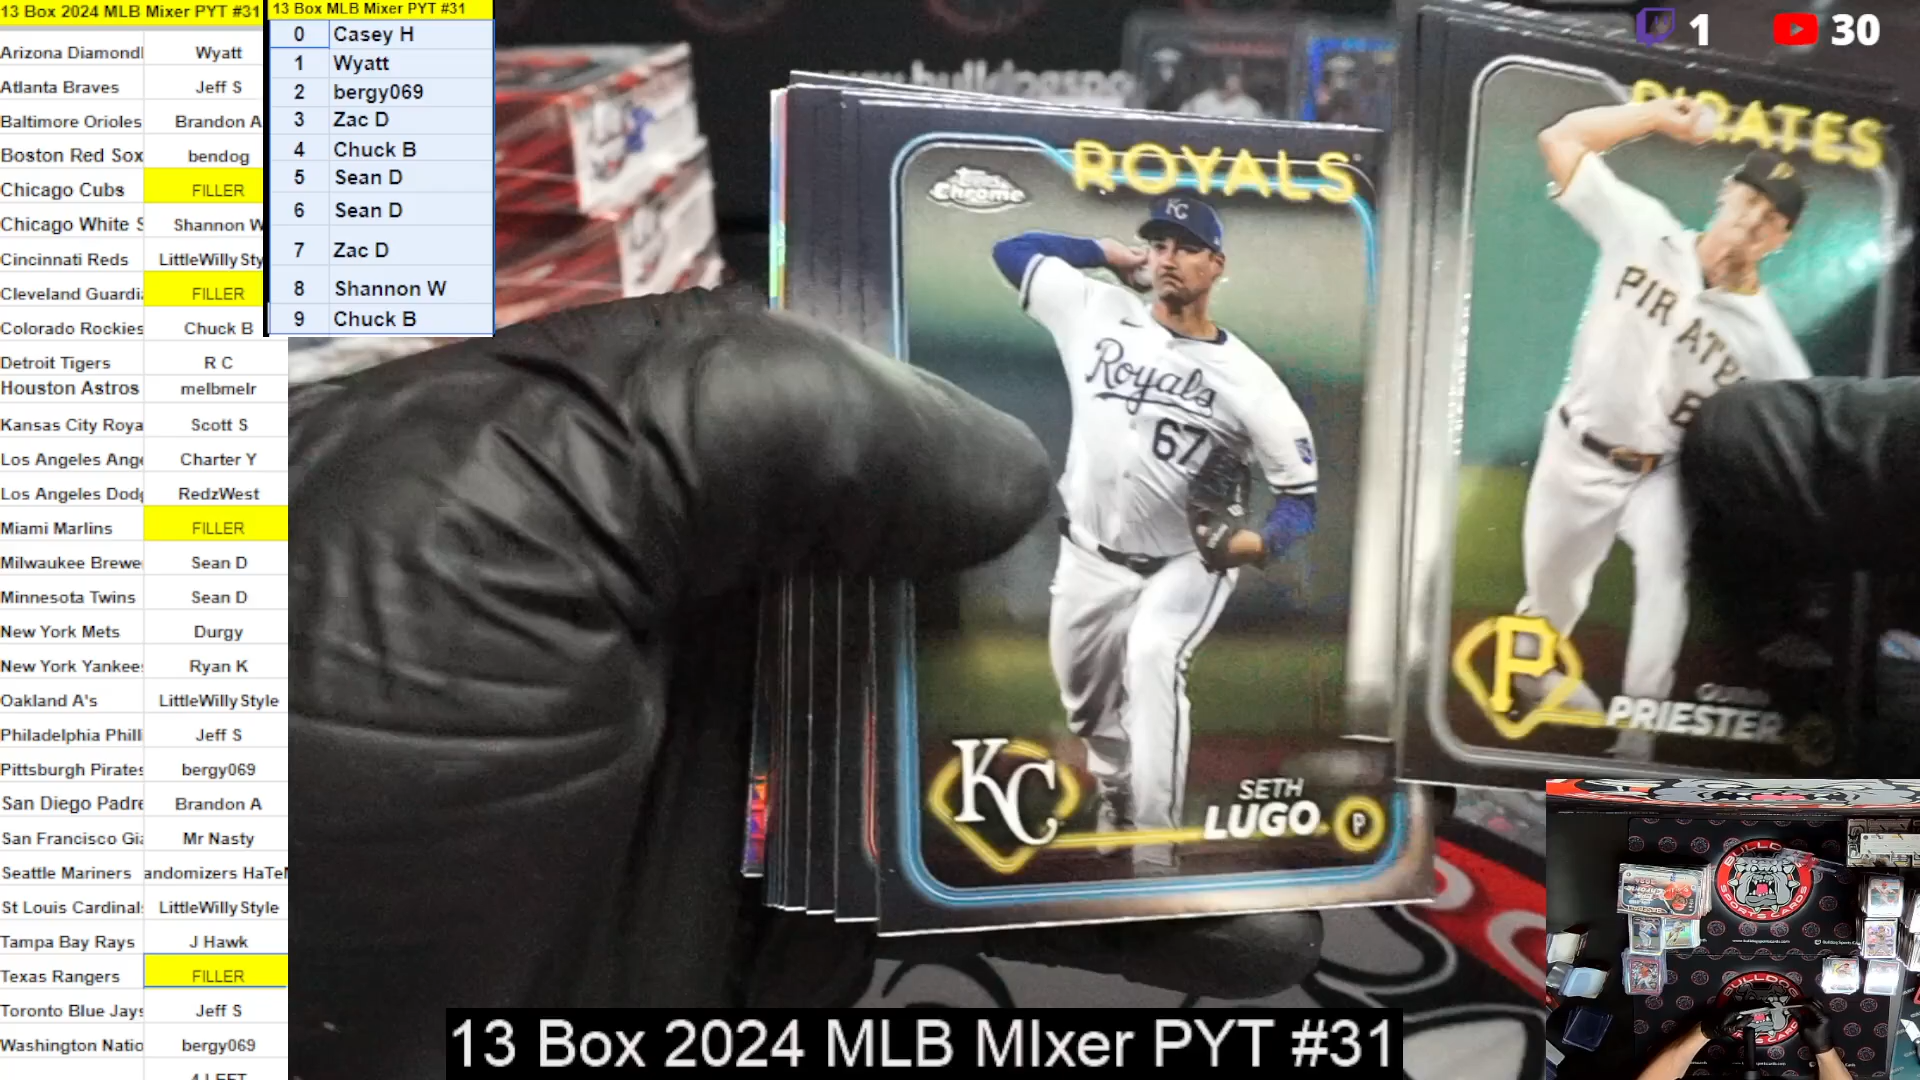 13 Box 2024 MLB Mixer PYT #31
Arizona Diamond Wyatt
Atlanta Braves Jeff S
Baltimore Orioles Brandon A
Boston Red Sox bendog
Chicago Cubs FILLER
Chicago White S Shannon W
Cincinnati Reds LittleWilly Sty
Cleveland Guardi FILLER
Colorado Rockies Chuck B
Detroit Tigers R C
Houston Astros melbmelr
Kansas City Roya Scott S
Los Angeles Ange Charter Y
Los Angeles Dodg RedzWest
Miami Marlins FILLER
Milwaukee Brewe Sean D
Minnesota Twins Sean D
New York Mets Durgy
New York Yankee Ryan K
Oakland A's LittleWilly Style
Philadelphia Phill Jeff S
Pittsburgh Pirates bergy069
San Diego Padre Brandon A
San Francisco Gia Mr Nasty
Seattle Mariners andomizers HaTe
St Louis Cardinal LittleWilly Style
Tampa Bay Rays J Hawk
Texas Rangers FILLER
Toronto Blue Jays Jeff S
Washington Natio bergy069
4 LEFT
13 Box MLB Mixer PYT #31
0 Casey H
1 Wyatt
2 bergy069
3 Zac D
4 Chuck B
5 Sean D
6 Sean D
7 Zac D
8 Shannon W
9 Chuck B
1
30
Topps Chrome
ROYALS
KC
Royals
67
KC
SETH
LUGO
P
PIRATES
P
PIRATES
P
PRIESTER
BULLDOG
SPORTS CARDS
13 Box 2024 MLB MIxer PYT #31